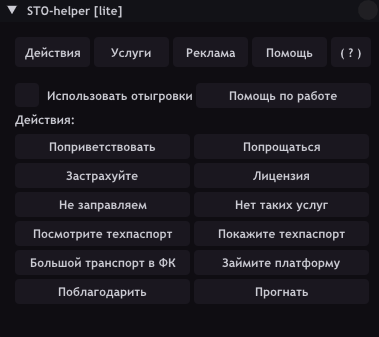 STO-helper [lite]
Действия Услуги Реклама Помощь ( ? )
Использовать отыгровки Помощь по работе
Действия:
Поприветствовать Попрощаться
Застрахуйте Лицензия
Не заправляем Нет таких услуг
Посмотрите техпаспорт Покажите техпаспорт
Большой транспорт в ФК Займите платформу
Поблагодарить Прогнать